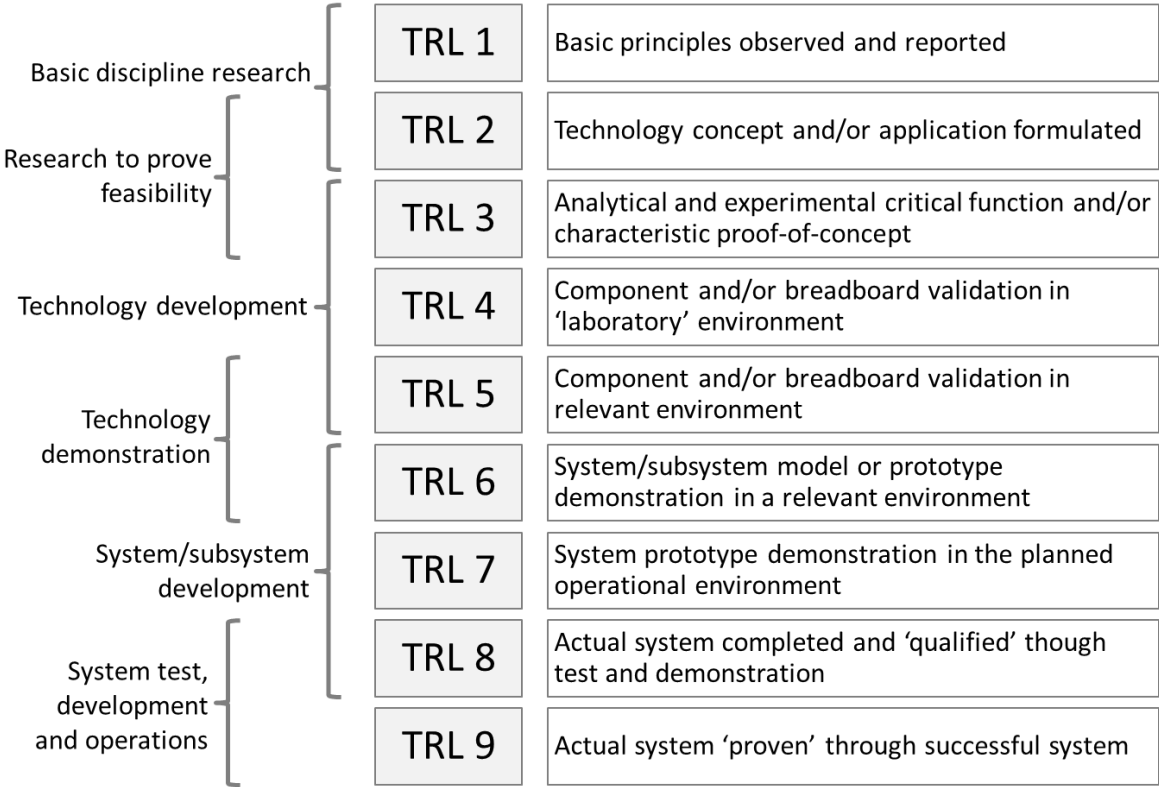 Basic discipline research
Research to prove
feasibility
Technology development
Technology
demonstration
System/subsystem
development
System test,
development
and operations
TRL 1
Basic principles observed and reported
TRL 2
Technology concept and/or application formulated
TRL 3
Analytical and experimental critical function and/or
characteristic proof-of-concept
TRL 4
Component and/or breadboard validation in
‘laboratory’ environment
TRL 5
Component and/or breadboard validation in
relevant environment
TRL 6
System/subsystem model or prototype
demonstration in a relevant environment
TRL 7
System prototype demonstration in the planned
operational environment
TRL 8
Actual system completed and ‘qualified’ though
test and demonstration
TRL 9
Actual system ‘proven’ through successful system